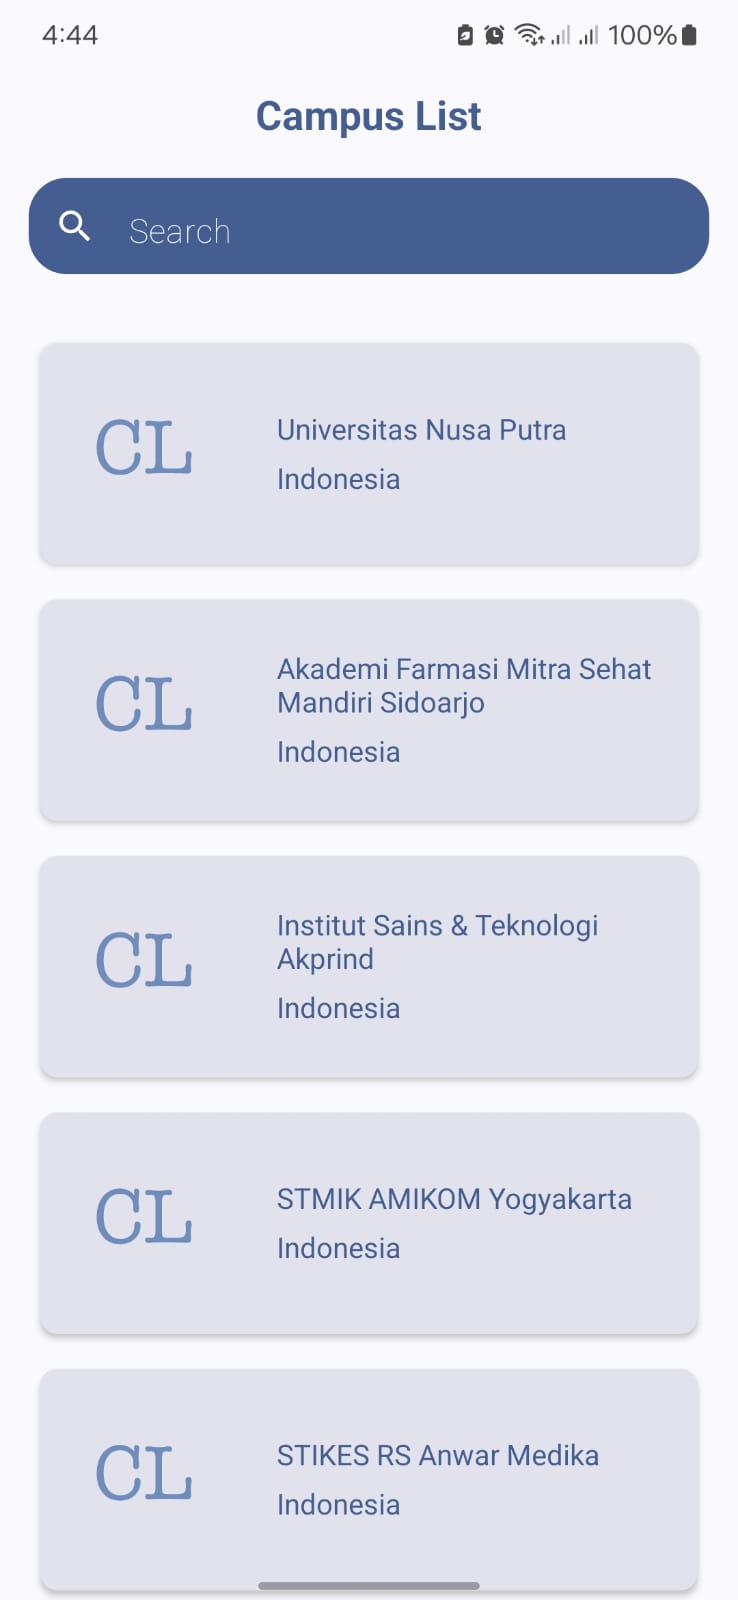 4:44
100%
Campus List
Search
CL
Universitas Nusa Putra
Indonesia
CL
Akademi Farmasi Mitra Sehat
Mandiri Sidoarjo
Indonesia
CL
Institut Sains & Teknologi
Akprind
Indonesia
CL
STMIK AMIKOM Yogyakarta
Indonesia
CL
STIKES RS Anwar Medika
Indonesia